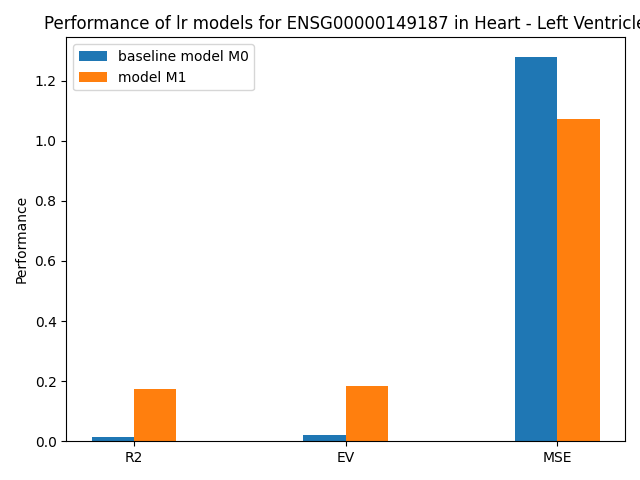 Performance of lr models for ENSG00000149187 in Heart - Left Ventricle
baseline model M0
model M1
1.2
1.0
0.8
0.6
0.4
0.2
0.0
Performance
R2 EV MSE